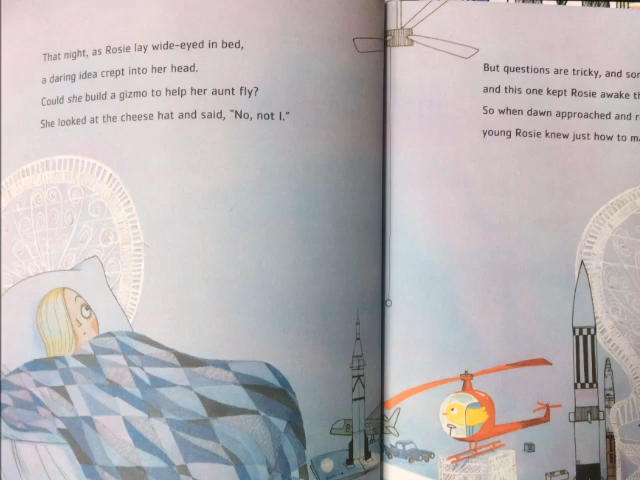 That night, as Rosie lay wide-eyed in bed,
a daring idea crept into her head.
Could she build a gizmo to help her aunt fly?
She looked at the cheese hat and said, "No, not I."
But questions are tricky, and
and this one kept Rosie awake
So when dawn approached and
young Rosie knew just how to